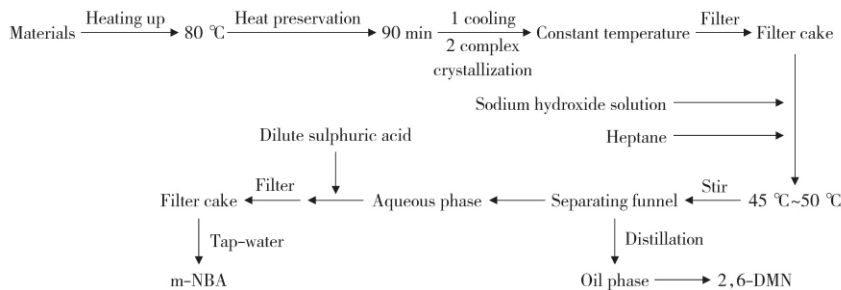 Heating up
Heat preservation
1 cooling
Filter
Materials
80 ℃
90 min
Constant temperature
Filter cake
2 complex
crystallization
Sodium hydroxide solution
Dilute sulphuric acid
Heptane
Filter
Stir
Filter cake
Aqueous phase
Separating funnel
45 ℃~50 ℃
Tap-water
Distillation
m-NBA
Oil phase
2,6-DMN